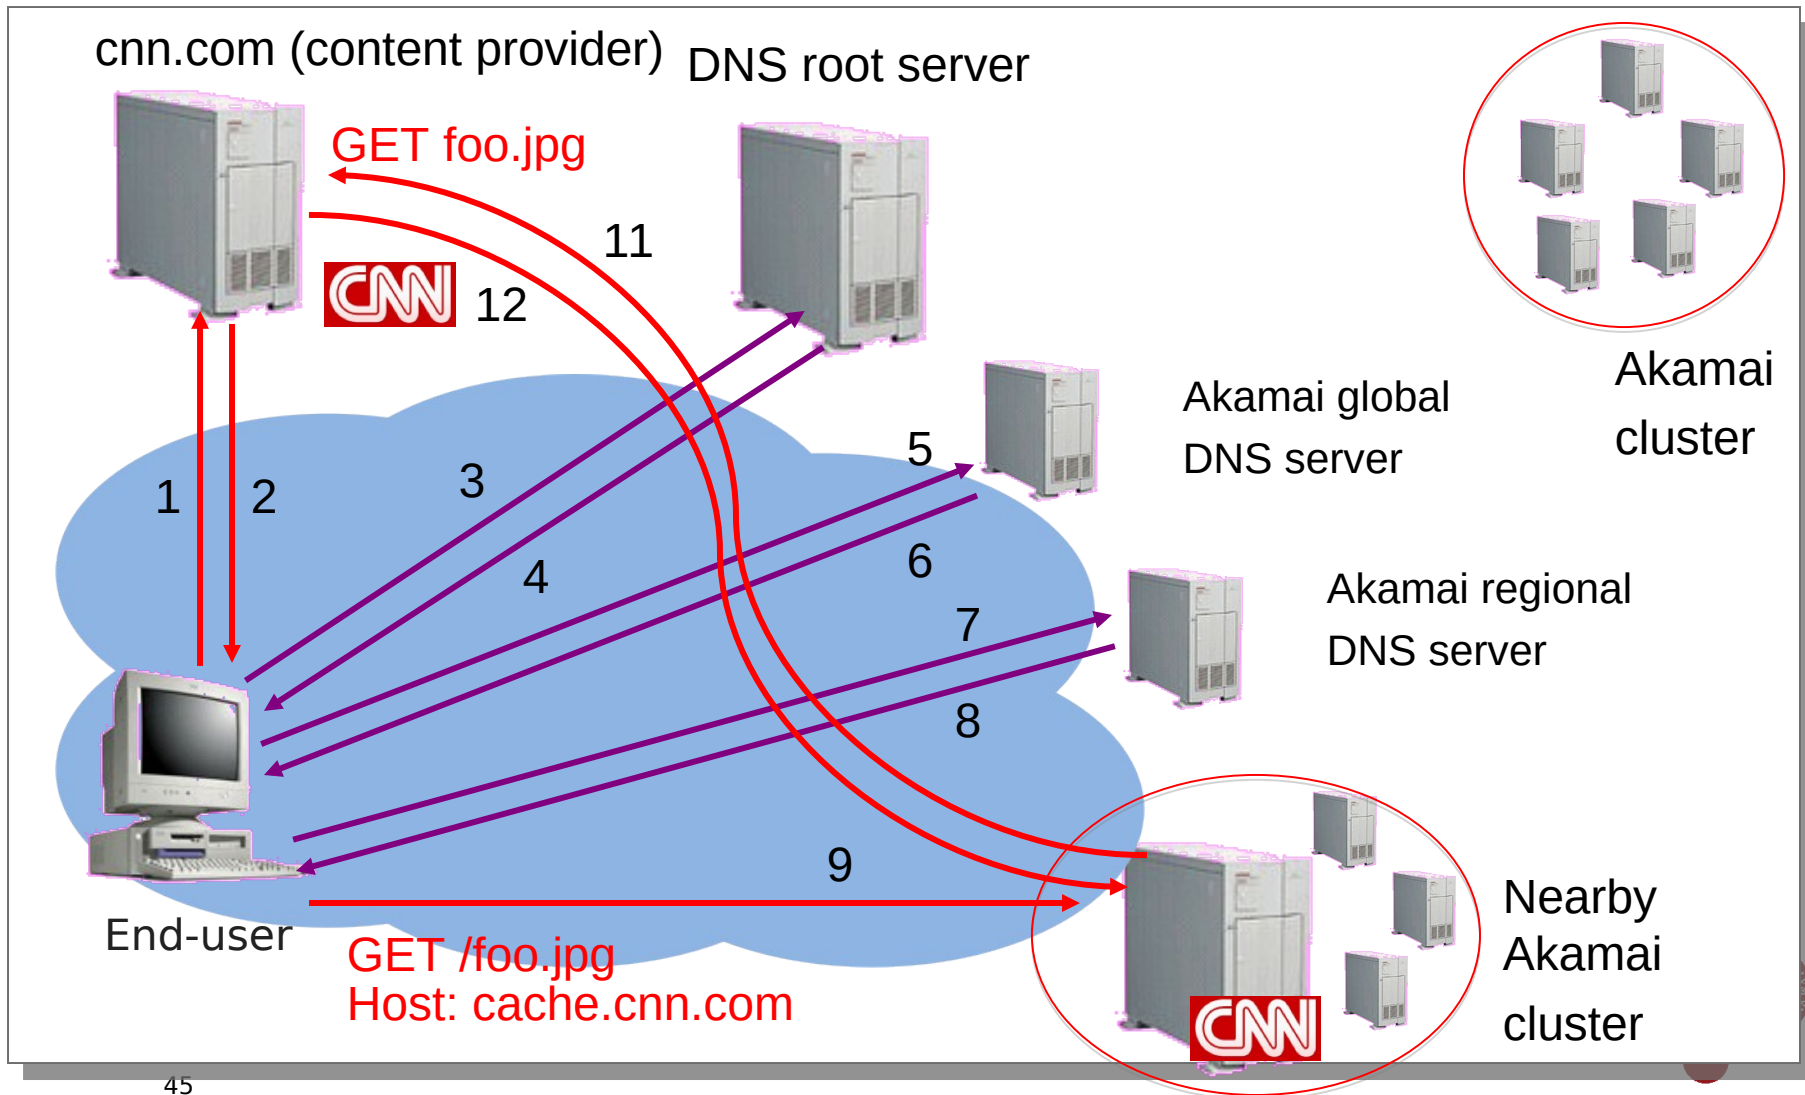 cnn.com (content provider)
DNS root server
GET foo.jpg
11
CNN
12
Akamai
cluster
Akamai global
DNS server
5
3
1
2
6
4
Akamai regional
DNS server
7
8
9
End-user
GET /foo.jpg
Host: cache.cnn.com
Nearby
Akamai
cluster
CNN
45